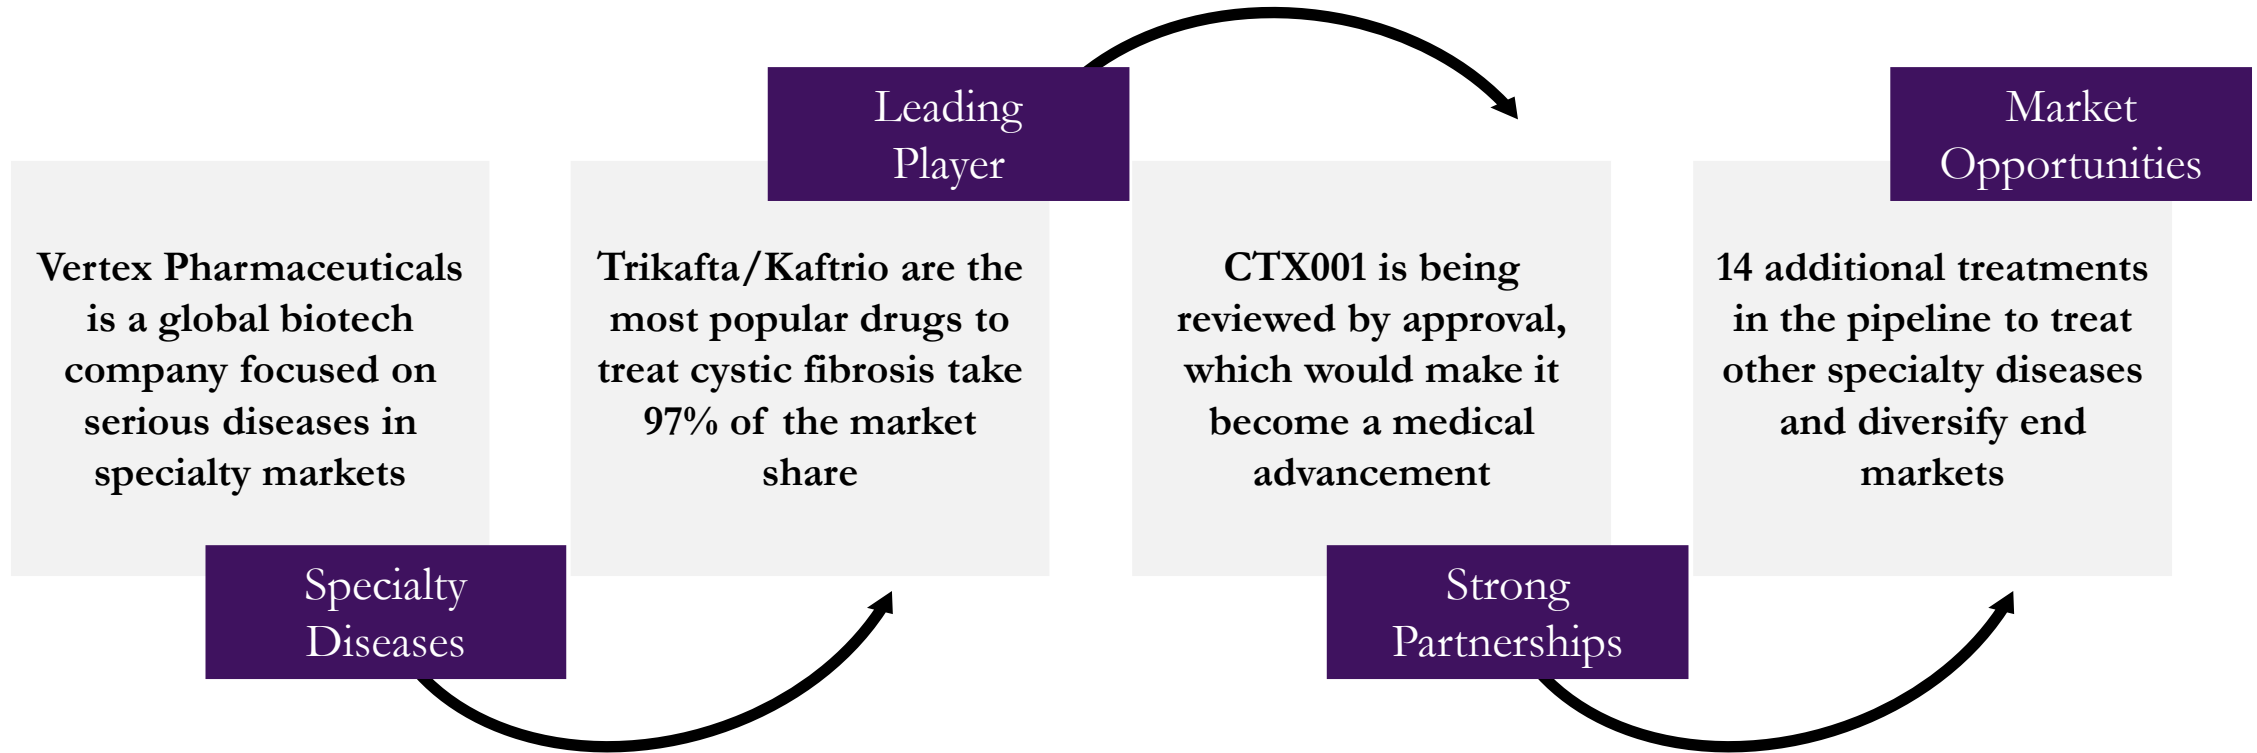 Vertex Pharmaceuticals
is a global biotech
company focused on
serious diseases in
specialty markets
Specialty
Diseases
Leading
Player
Trikafta/Kaftrio are the
most popular drugs to
treat cystic fibrosis take
97% of the market
share
CTX001 is being
reviewed by approval,
which would make it
become a medical
advancement
Strong
Partnerships
Market
Opportunities
14 additional treatments
in the pipeline to treat
other specialty diseases
and diversify end
markets